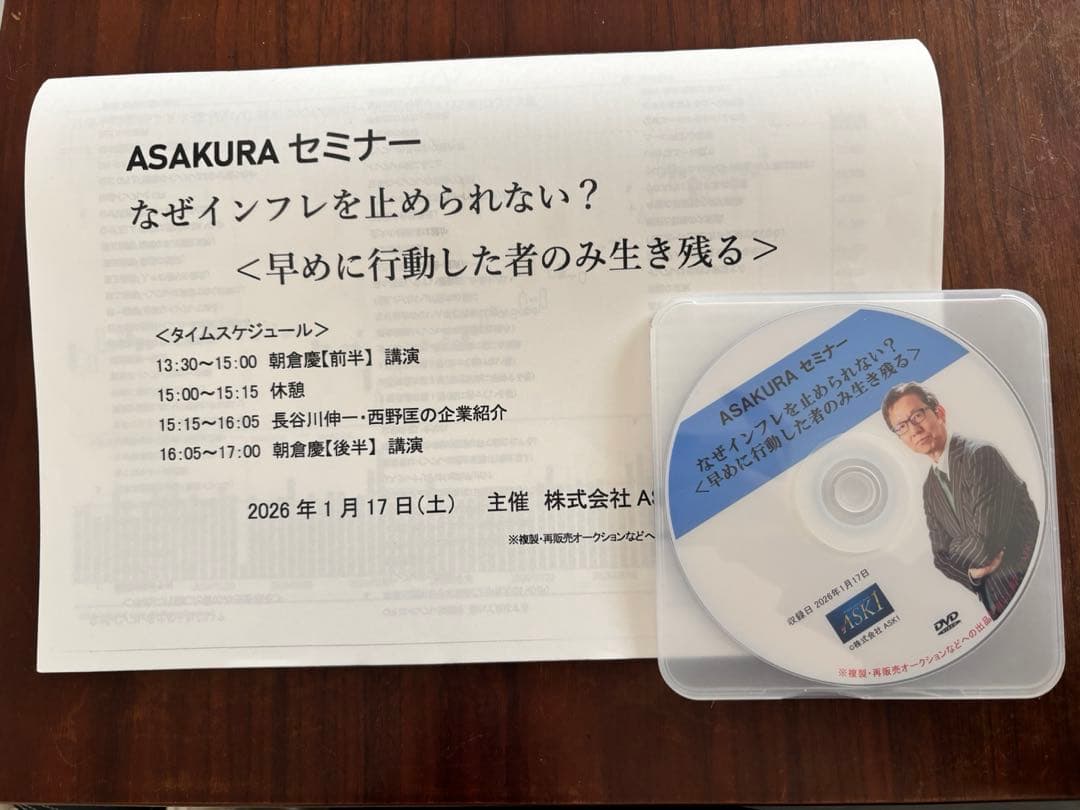 ASAKURA セミナー
なぜインフレを止められない？
＜早めに行動した者のみ生き残る＞
＜タイムスケジュール＞
13:30～15:00 朝倉慶【前半】 講演
15:00～15:15 休憩
15:15～16:05 長谷川伸一・西野匡の企業紹介
16:05～17:00 朝倉慶【後半】 講演
2026年1月17日（土） 主催 株式会社 AS
※複製・再販売オークションなどへ
ASAKURA セミナー
なぜインフレを止められない？
＜早めに行動した者のみ生き残る＞
収録日 2026年1月17日
ASK1
©株式会社 ASK1
DVD
※複製・再販売オークションなどへの出品